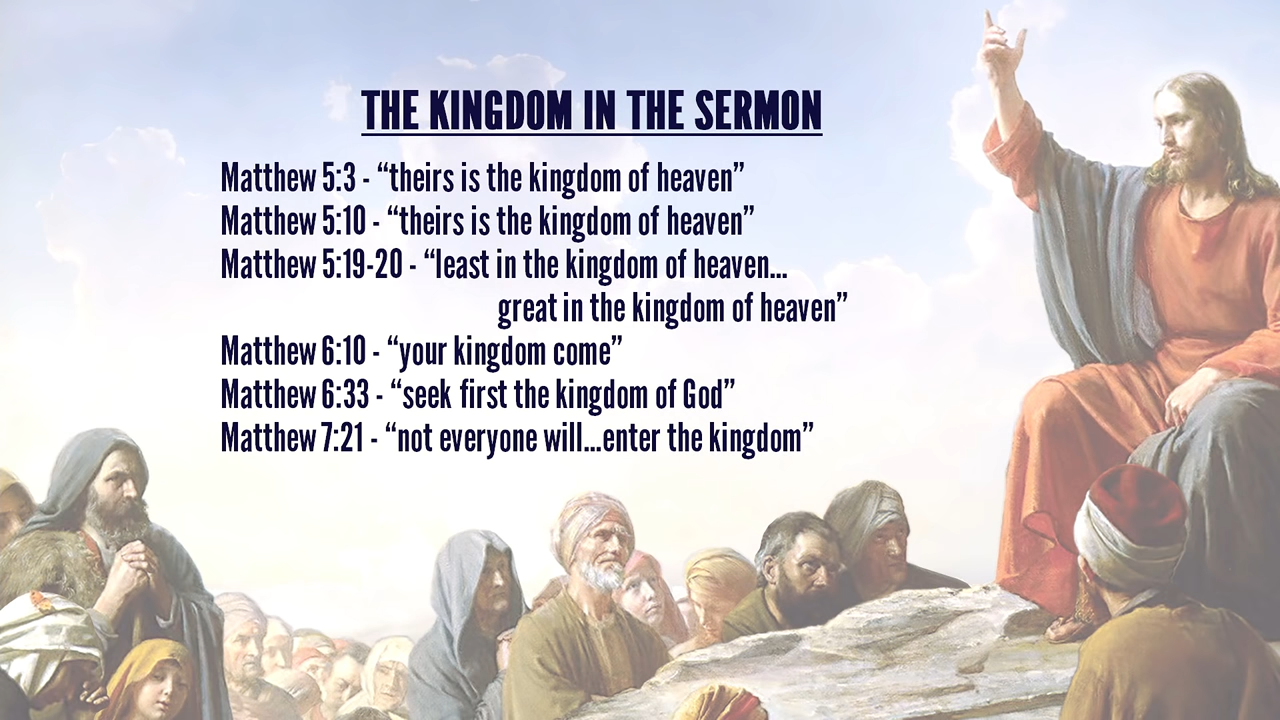 THE KINGDOM IN THE SERMON
Matthew 5:3 - “theirs is the kingdom of heaven”
Matthew 5:10 - “theirs is the kingdom of heaven”
Matthew 5:19-20 - “least in the kingdom of heaven...
great in the kingdom of heaven”
Matthew 6:10 - “your kingdom come”
Matthew 6:33 - “seek first the kingdom of God”
Matthew 7:21 - “not everyone will...enter the kingdom”